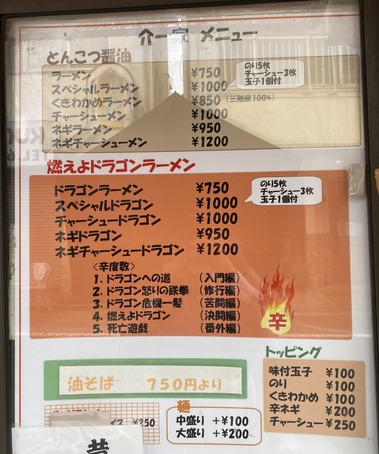 介一家 メニュー
とんこつ醤油
ラーメン ¥750
スペシャルラーメン ¥1000
のり5枚
チャーシュー3枚
玉子1個付
くきわかめラーメン ¥850 (三陸産100%)
チャーシューメン ¥1000
ネギラーメン ¥950
ネギチャーシューメン ¥1200
燃えよドラゴンラーメン
ドラゴンラーメン ¥750
スペシャルドラゴン ¥1000
のり5枚
チャーシュー3枚
玉子1個付
チャーシュードラゴン ¥1000
ネギドラゴン ¥950
ネギチャーシュードラゴン ¥1200
<辛度数>
1. ドラゴンへの道 (入門編)
2. ドラゴン怒りの鉄拳 (修行編)
3. ドラゴン危機一髪 (苦闘編)
4. 燃えよドラゴン (決闘編)
5. 死亡遊戯 (番外編)
辛
油そば 750円より
麺
中盛り +¥100
大盛り +¥200
トッピング
味付玉子 ¥100
のり ¥100
くきわかめ ¥100
辛ネギ ¥200
チャーシュー ¥250
イス ¥250